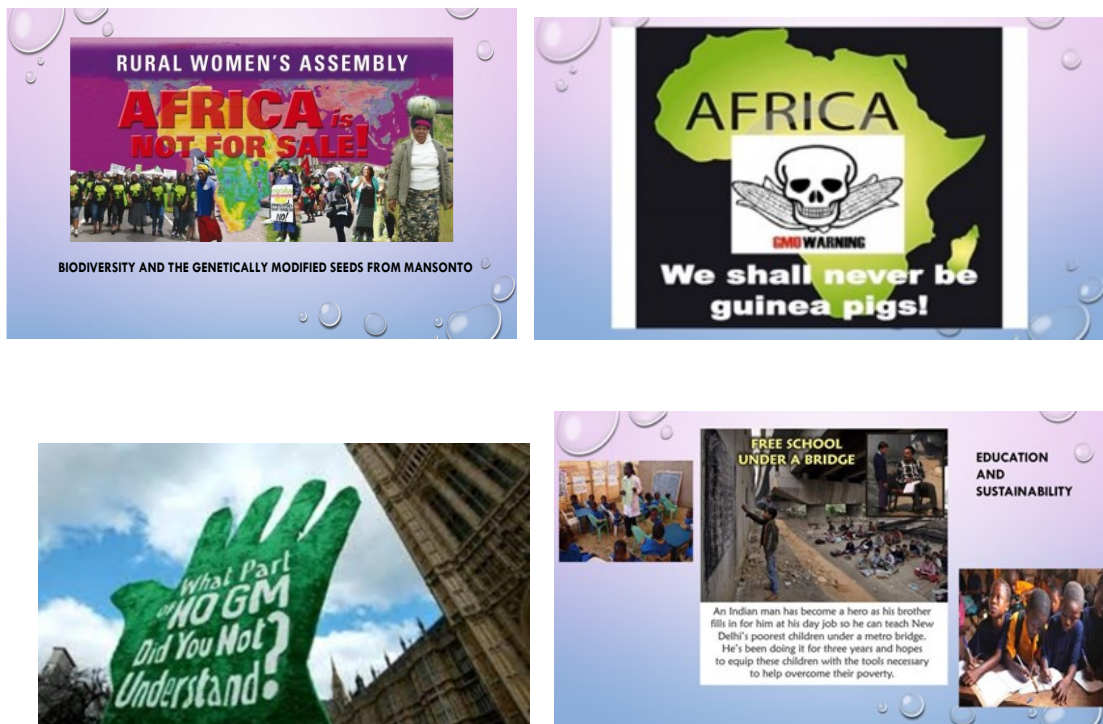 RURAL WOMEN'S ASSEMBLY
AFRICA is
NOT FOR SALE!
NO!
BIODIVERSITY AND THE GENETICALLY MODIFIED SEEDS FROM MANSONTO
AFRICA
GMO WARNING
We shall never be
guinea pigs!
What Part
of NO GM
Did You Not
Understand?
FREE SCHOOL
UNDER A BRIDGE
An Indian man has become a hero as his brother
fills in for him at his day job so he can teach New
Delhi's poorest children under a metro bridge.
He's been doing it for three years and hopes
to equip these children with the tools necessary
to help overcome their poverty.
EDUCATION
AND
SUSTAINABILITY